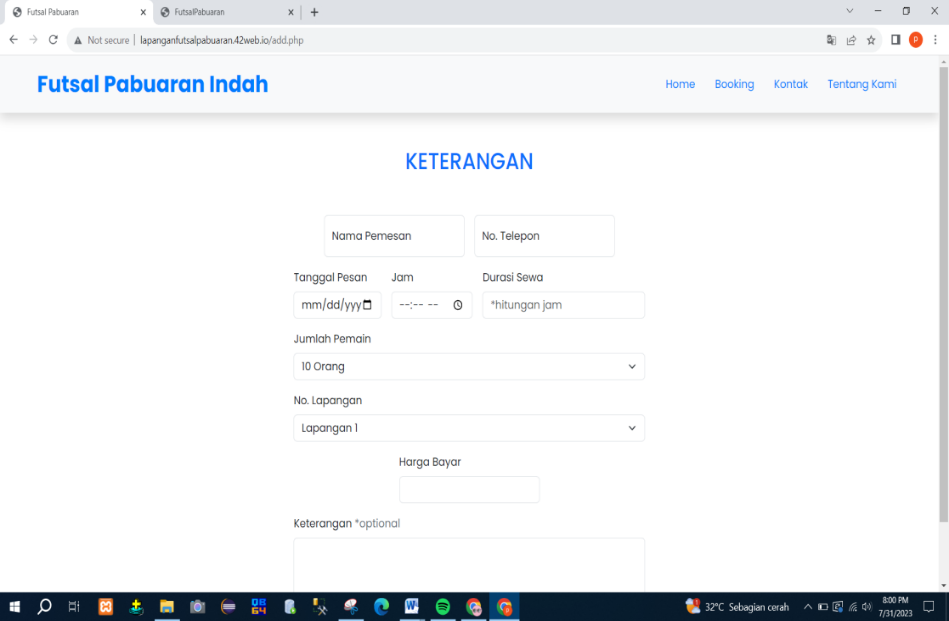 Futsal Pabuaran
FutsalPabuaran
Not secure | lapanganfutsalpabuaran.42web.io/add.php
P
Futsal Pabuaran Indah
Home Booking Kontak Tentang Kami
KETERANGAN
Nama Pemesan No. Telepon
Tanggal Pesan Jam Durasi Sewa
mm/dd/yyy --:-- -- *hitungan jam
Jumlah Pemain
10 Orang
No. Lapangan
Lapangan 1
Harga Bayar
Keterangan *optional
32°C Sebagian cerah
8:00 PM
7/31/2023